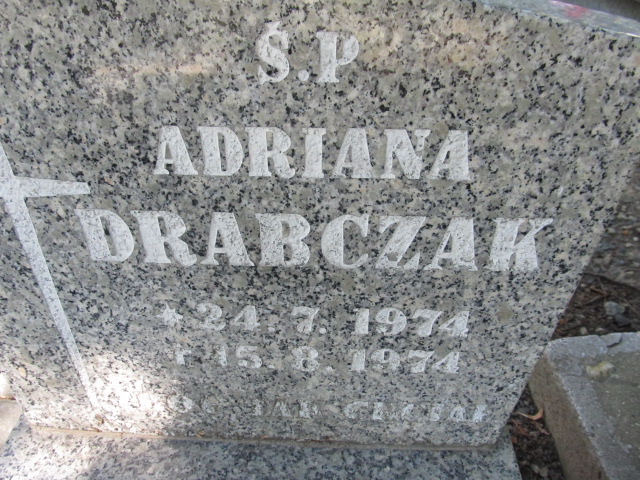 Ś.P
ADRIANA
DRABCZAK
* 24.7.1974
† 15.8.1974